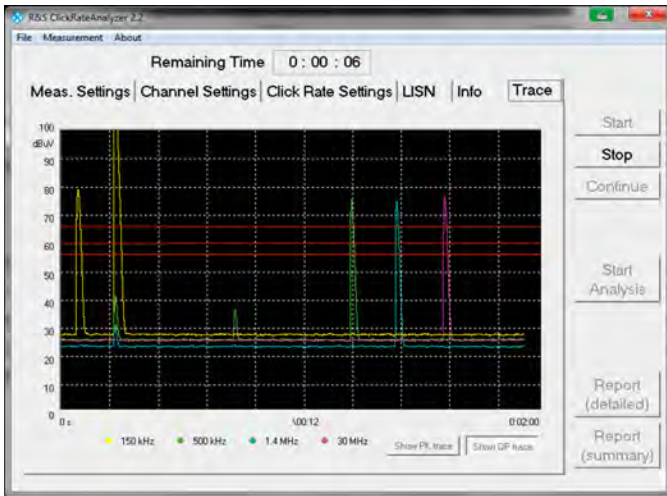 R&S ClickRateAnalyzer 2.2
File Measurement About
Remaining Time 0 : 00 : 06
Meas. Settings Channel Settings Click Rate Settings LISN Info Trace
Start
Stop
Continue
Start
Analysis
Report
(detailed)
Report
(summary)
100
dBuV
90
80
70
60
50
40
30
20
10
0
0 s \00:12 0:02:00
150 kHz 500 kHz 1.4 MHz 30 MHz Show PK trace Show QP trace